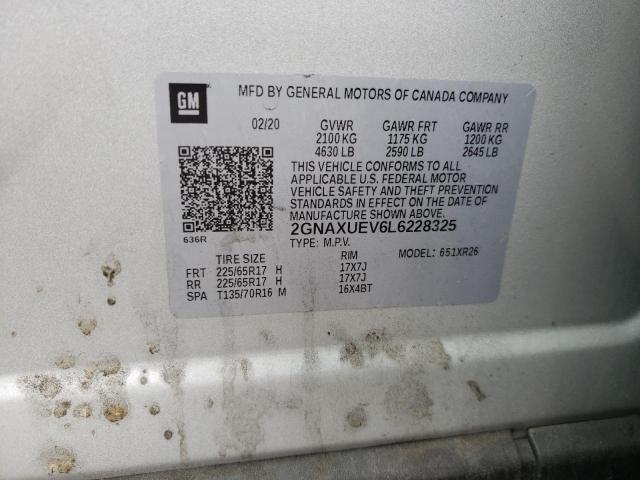 GM
MFD BY GENERAL MOTORS OF CANADA COMPANY
02/20 GVWR GAWR FRT GAWR RR
2100 KG 1175 KG 1200 KG
4630 LB 2590 LB 2645 LB
THIS VEHICLE CONFORMS TO ALL
APPLICABLE U.S. FEDERAL MOTOR
VEHICLE SAFETY AND THEFT PREVENTION
STANDARDS IN EFFECT ON THE DATE OF
MANUFACTURE SHOWN ABOVE.
636R
2GNAXUEV6L6228325
TYPE: M.P.V. MODEL: 651XR26
TIRE SIZE RIM
FRT 225/65R17 H 17X7J
RR 225/65R17 H 17X7J
SPA T135/70R16 M 16X4BT